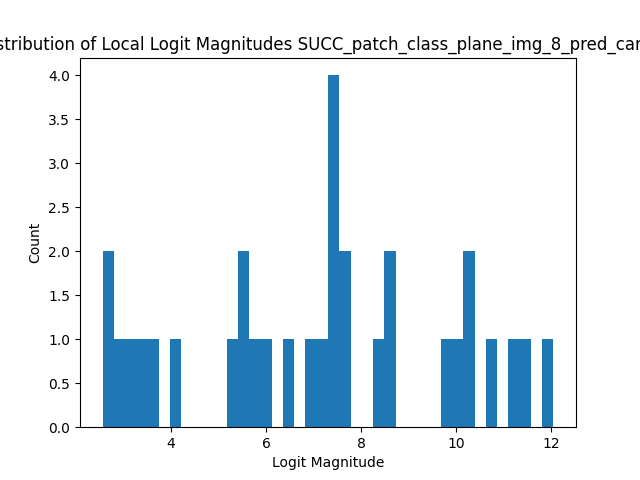 stribution of Local Logit Magnitudes SUCC_patch_class_plane_img_8_pred_car
4.0
3.5
3.0
2.5
2.0
1.5
1.0
0.5
0.0
Count
4 6 8 10 12
Logit Magnitude